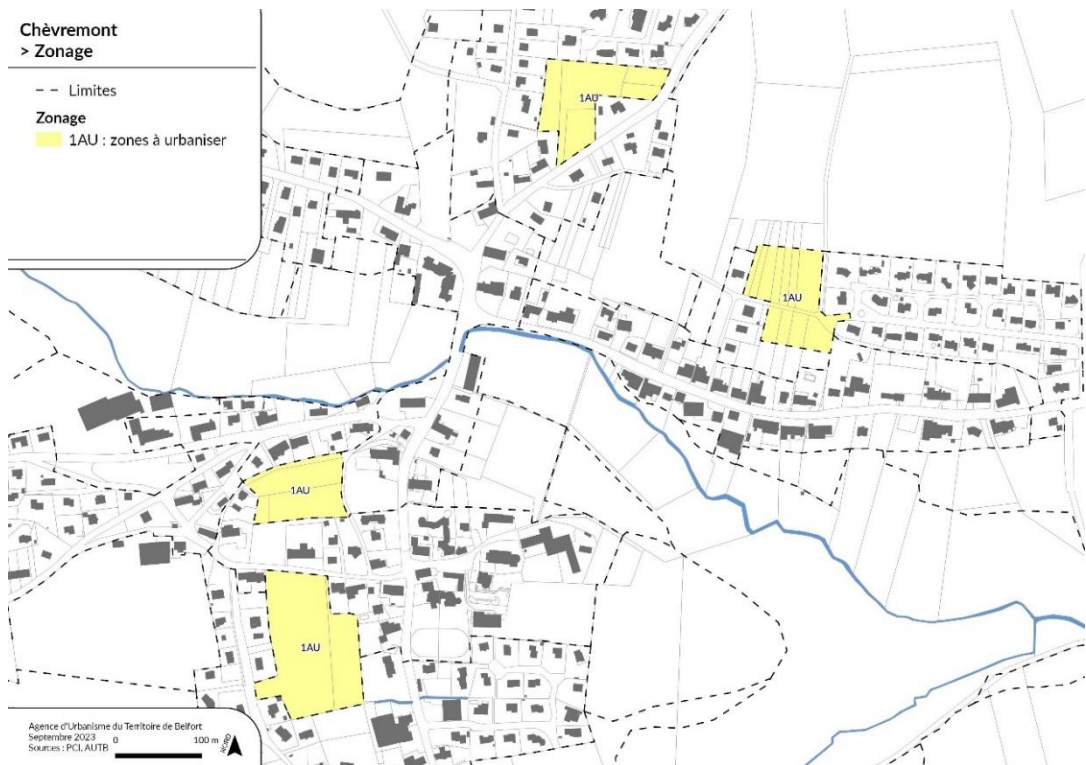 Chèvremont
> Zonage
Limites
Zonage
1AU : zones à urbaniser
1AU
1AU
1AU
1AU
Agence d'Urbanisme du Territoire de Belfort
Septembre 2023
Sources : PCI, AUTB
0 100 m
NORD